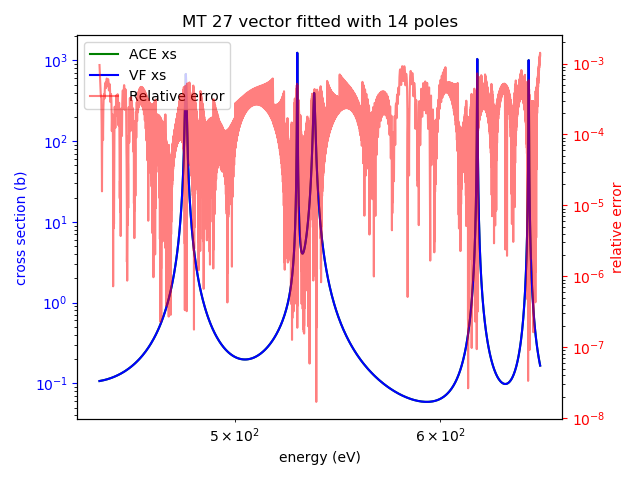 MT 27 vector fitted with 14 poles
ACE xs
VF xs
Relative error
10³
10²
10¹
10⁰
10⁻¹
cross section (b)
10⁻³
10⁻⁴
10⁻⁵
10⁻⁶
10⁻⁷
10⁻⁸
relative error
5 × 10²
6 × 10²
energy (eV)